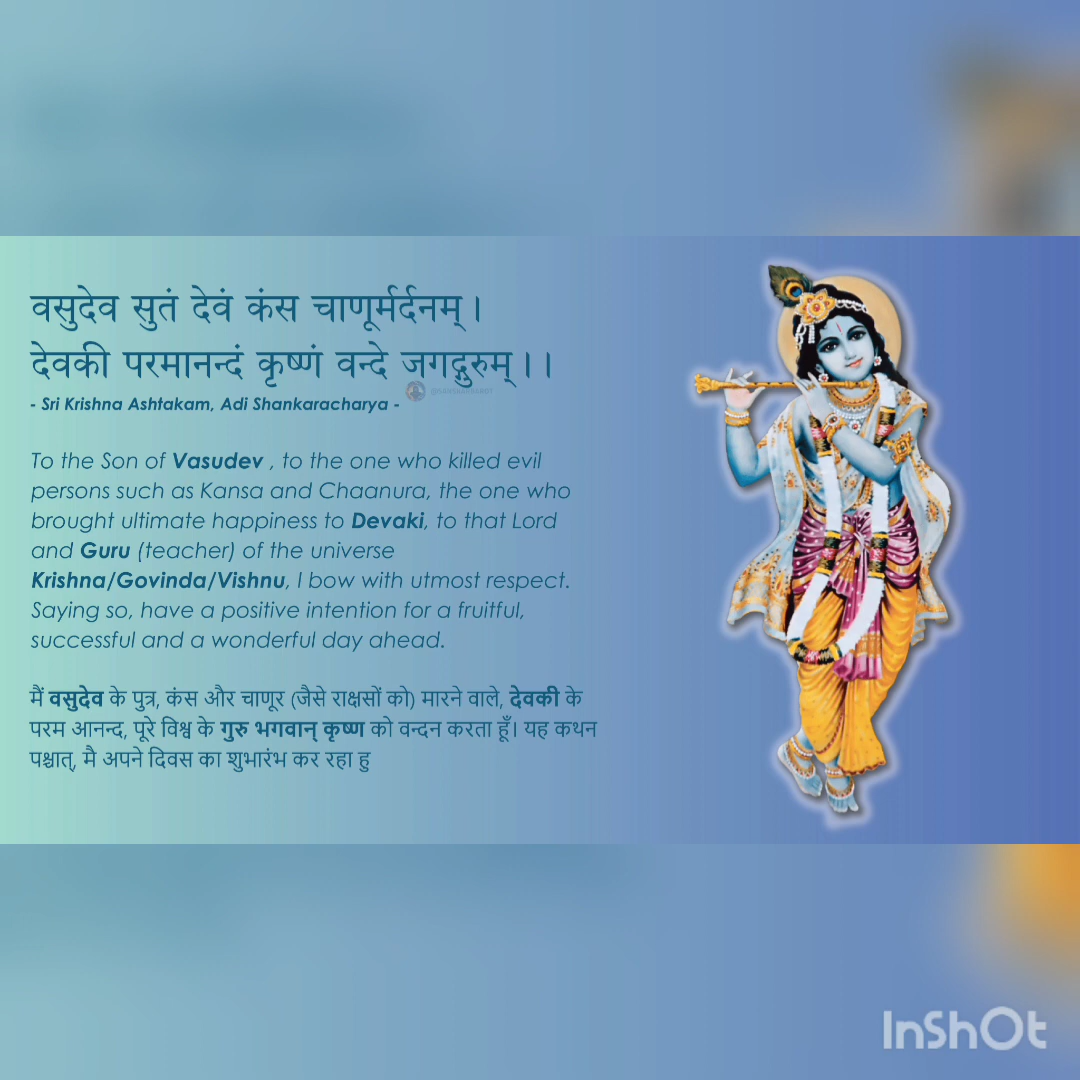 वसुदेव सुतं देवं कंस चाणूर्मर्दनम् ।
देवकी परमानन्दं कृष्णं वन्दे जगद्गुरुम् । ।
- Sri Krishna Ashtakam, Adi Shankaracharya -
To the Son of Vasudev , to the one who killed evil
persons such as Kansa and Chaanura, the one who
brought ultimate happiness to Devaki, to that Lord
and Guru (teacher) of the universe
Krishna/Govinda/Vishnu, I bow with utmost respect.
Saying so, have a positive intention for a fruitful,
successful and a wonderful day ahead.
मैं वसुदेव के पुत्र, कंस और चाणूर (जैसे राक्षसों को) मारने वाले, देवकी के
परम आनन्द, पूरे विश्व के गुरु भगवान् कृष्ण को वन्दन करता हूँ। यह कथन
पश्चात्, मै अपने दिवस का शुभारंभ कर रहा हु
InShOt